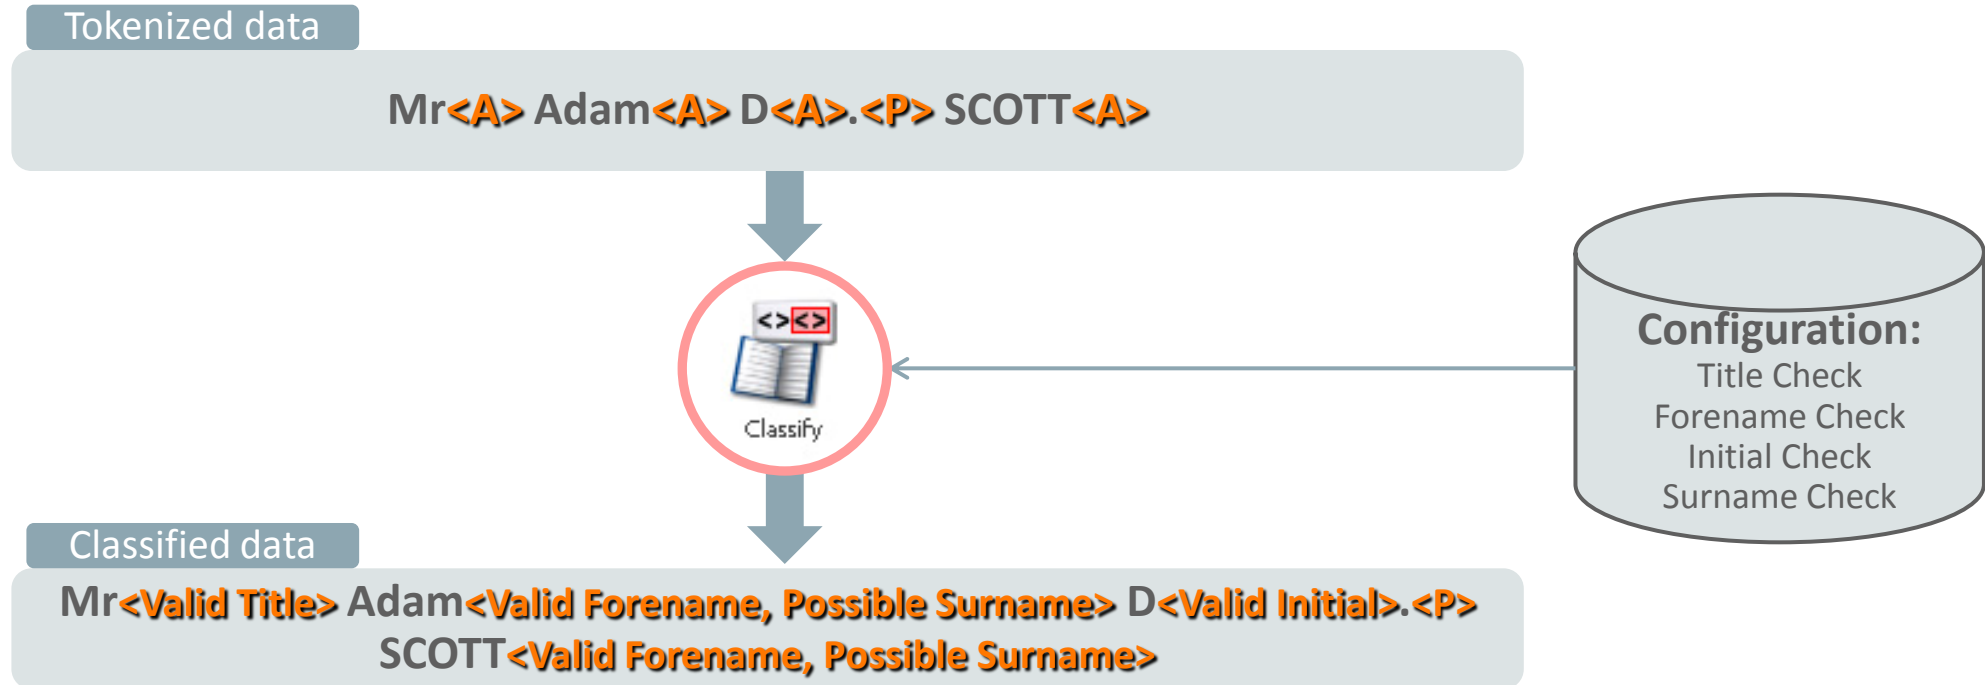 Tokenized data
Mr<A> Adam<A> D<A>.<P> SCOTT<A>
<><>
Classify
Configuration:
Title Check
Forename Check
Initial Check
Surname Check
Classified data
Mr<Valid Title> Adam<Valid Forename, Possible Surname> D<Valid Initial>.<P>
SCOTT<Valid Forename, Possible Surname>